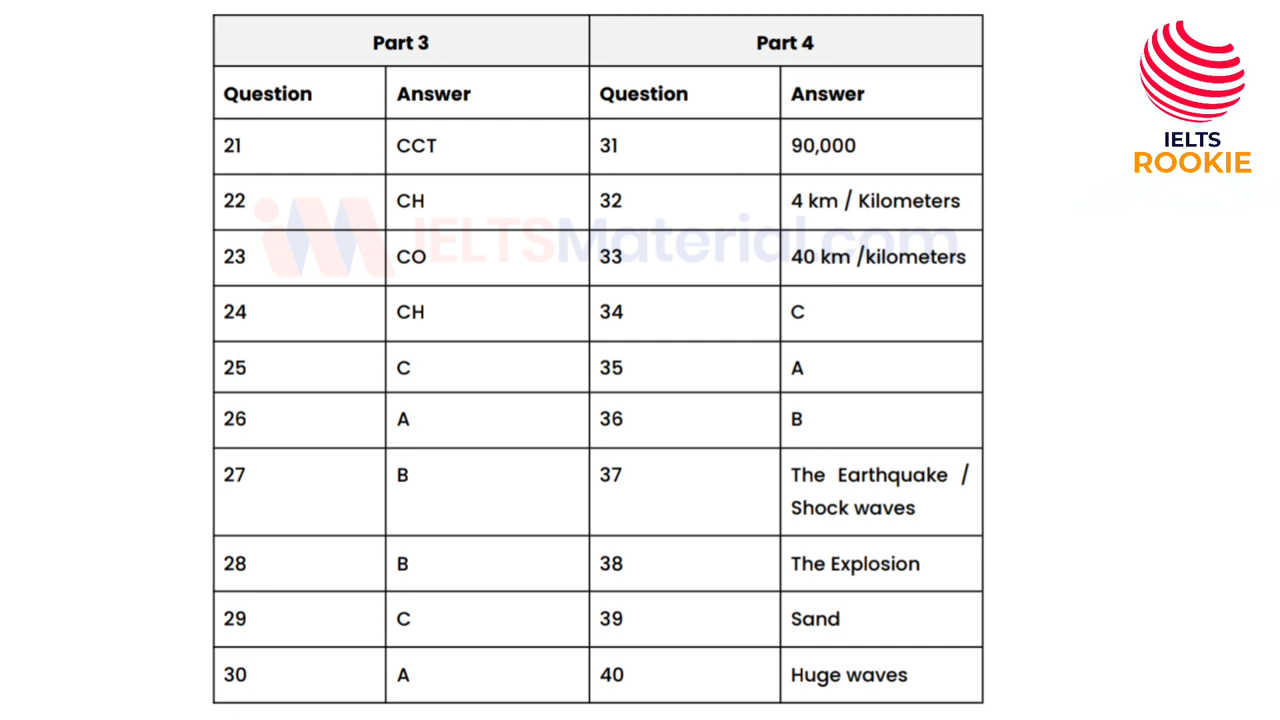 Part 3 Part 4
Question Answer Question Answer
21 CCT 31 90,000
22 CH 32 4 km / Kilometers
23 CO 33 40 km /kilometers
24 CH 34 C
25 C 35 A
26 A 36 B
27 B 37 The Earthquake /
Shock waves
28 B 38 The Explosion
29 C 39 Sand
30 A 40 Huge waves
IELTSMaterial.com
IELTS
ROOKIE